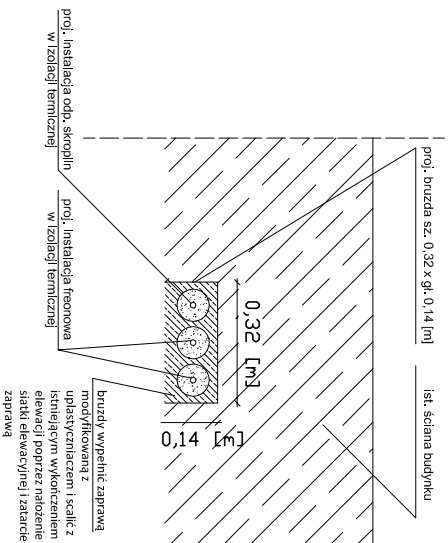 proj. bruzda sz. 0,32 x gł. 0,14 [m]
ist. ściana budynku
0,32 [m]
0,14 [m]
proj. Instalacja odp. skroplin
w izolacji termicznej
proj. Instalacja freonowa
w izolacji termicznej
bruzdy wypełnić zaprawą
modyfikowaną z
uplastyczniaczem i scalić z
istniejącym wykończeniem
elewacji poprzez nałożenie
siatki elewacyjnej i zatarcie
zaprawą